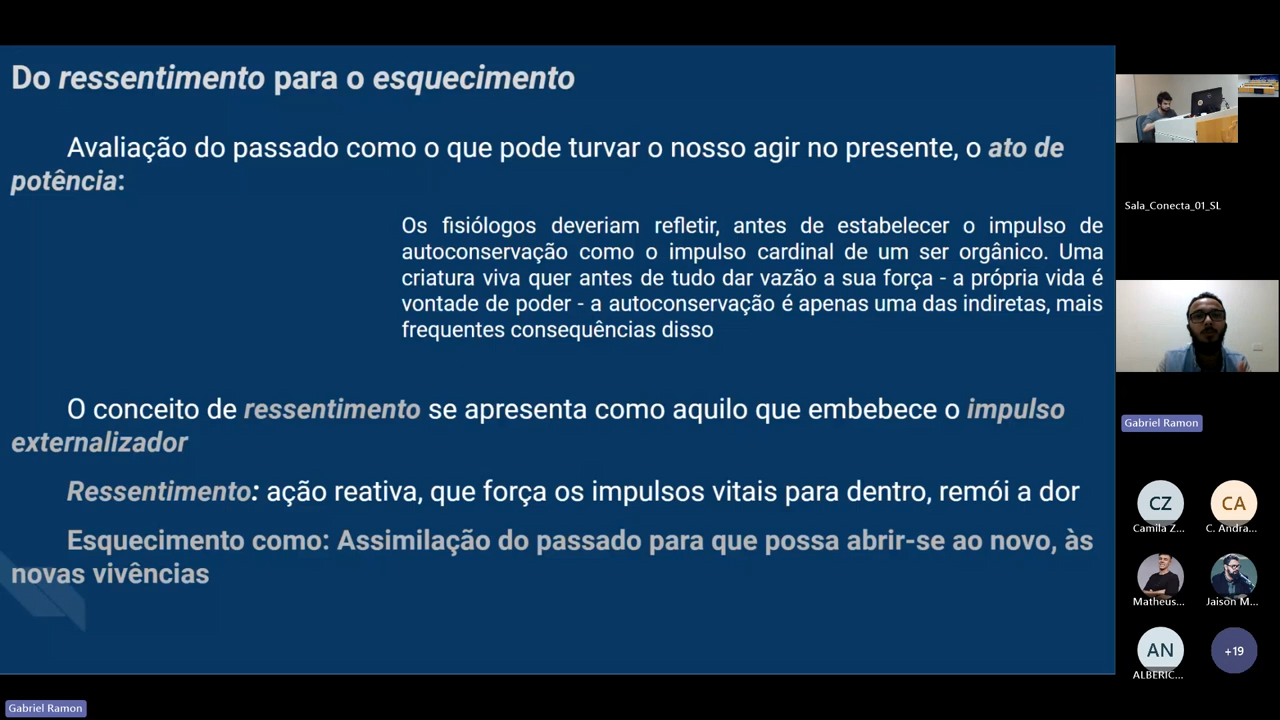 Do ressentimento para o esquecimento
Avaliação do passado como o que pode turvar o nosso agir no presente, o ato de
potência:
Os fisiólogos deveriam refletir, antes de estabelecer o impulso de
autoconservação como o impulso cardinal de um ser orgânico. Uma
criatura viva quer antes de tudo dar vazão a sua força - a própria vida é
vontade de poder - a autoconservação é apenas uma das indiretas, mais
frequentes consequências disso
O conceito de ressentimento se apresenta como aquilo que embebece o impulso
externalizador
Ressentimento: ação reativa, que força os impulsos vitais para dentro, remói a dor
Esquecimento como: Assimilação do passado para que possa abrir-se ao novo, às
novas vivências
Sala_Conecta_01_SL
Gabriel Ramon
CZ
CA
Camila Z...
C. Andra...
Matheus...
Jaison M...
AN
+19
ALBERIC...
Gabriel Ramon